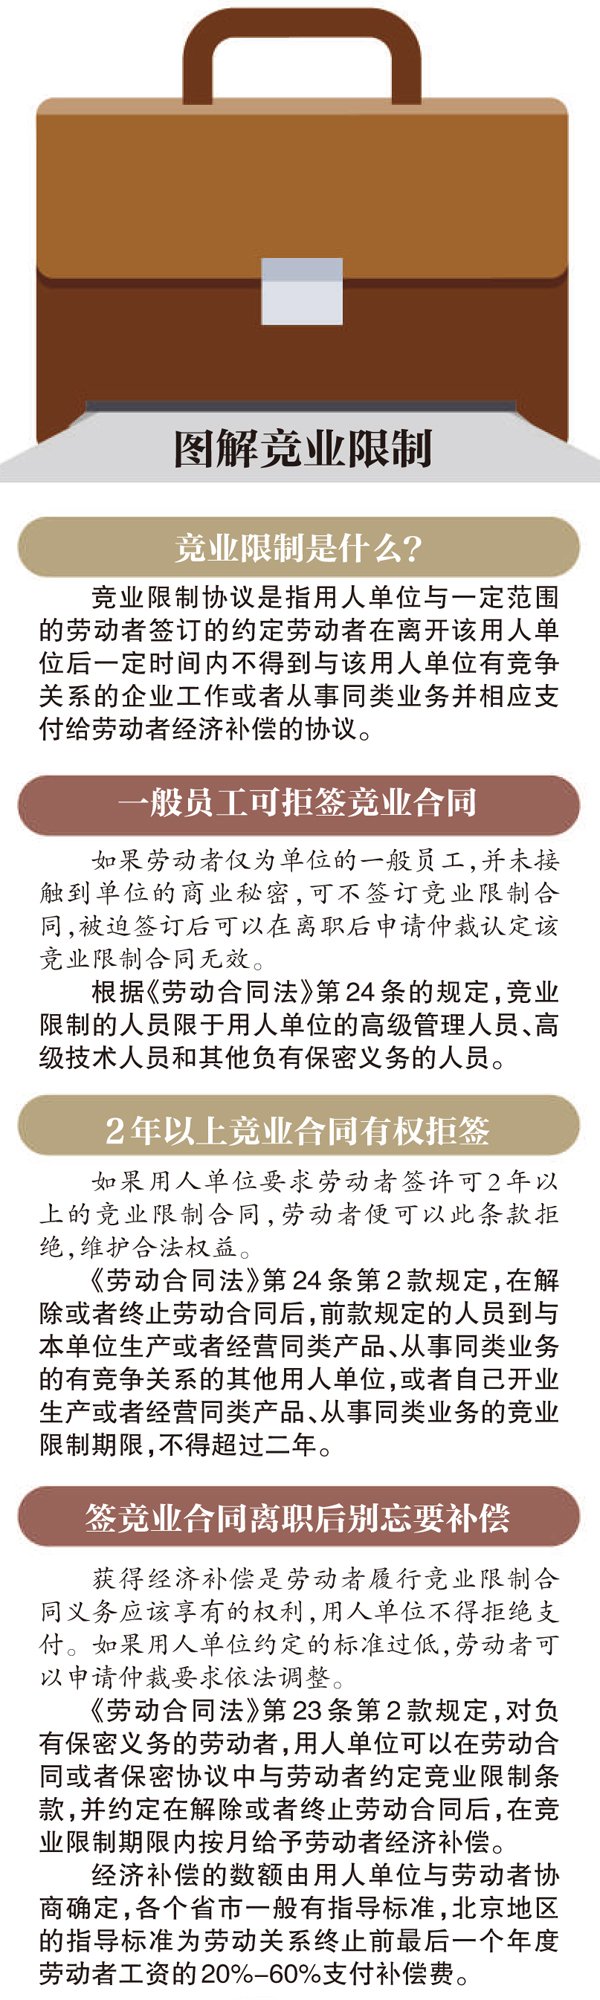 图解竞业限制
竞业限制是什么?
竞业限制协议是指用人单位与一定范围
的劳动者签订的约定劳动者在离开该用人单
位后一定时间内不得到与该用人单位有竞争
关系的企业工作或者从事同类业务并相应支
付给劳动者经济补偿的协议。
一般员工可拒签竞业合同
如果劳动者仅为单位的一般员工,并未接
触到单位的商业秘密,可不签订竞业限制合
同,被迫签订后可以在离职后申请仲裁认定该
竞业限制合同无效。
根据《劳动合同法》第24条的规定,竞业
限制的人员限于用人单位的高级管理人员、高
级技术人员和其他负有保密义务的人员。
2年以上竞业合同有权拒签
如果用人单位要求劳动者签许可2年以
上的竞业限制合同,劳动者便可以此条款拒
绝,维护合法权益。
《劳动合同法》第24条第2款规定,在解
除或者终止劳动合同后,前款规定的人员到与
本单位生产或者经营同类产品、从事同类业务
的有竞争关系的其他用人单位,或者自己开业
生产或者经营同类产品、从事同类业务的竞业
限制期限,不得超过二年。
签竞业合同离职后别忘要补偿
获得经济补偿是劳动者履行竞业限制合
同义务应该享有的权利,用人单位不得拒绝支
付。如果用人单位约定的标准过低,劳动者可
以申请仲裁要求依法调整。
《劳动合同法》第23条第2款规定,对负
有保密义务的劳动者,用人单位可以在劳动合
同或者保密协议中与劳动者约定竞业限制条
款,并约定在解除或者终止劳动合同后,在竞
业限制期限内按月给予劳动者经济补偿。
经济补偿的数额由用人单位与劳动者协
商确定,各个省市一般有指导标准,北京地区
的指导标准为劳动关系终止前最后一个年度
劳动者工资的20%-60%支付补偿费。